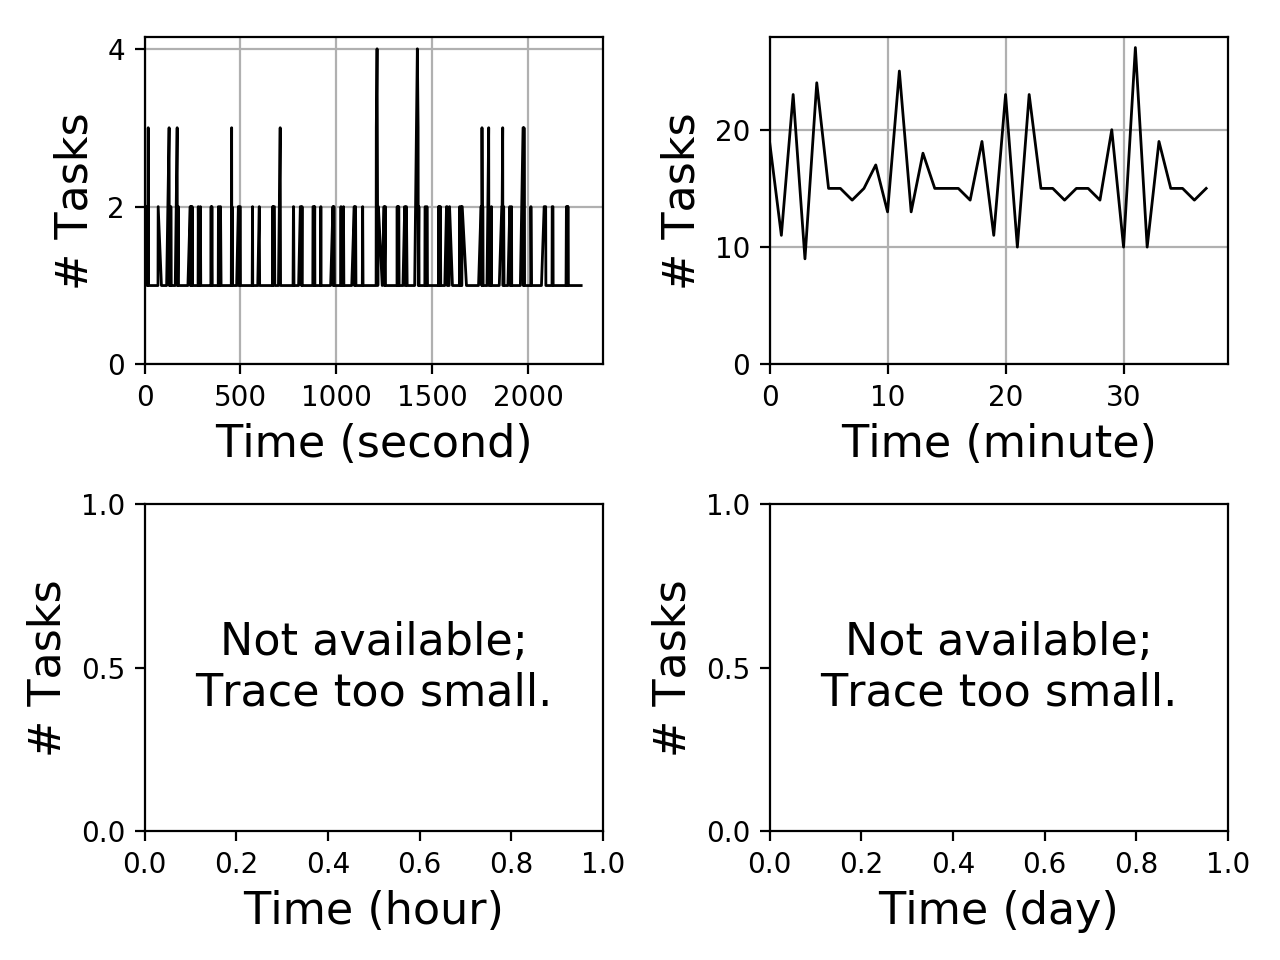 # Tasks
4
2
0
0 500 1000 1500 2000
Time (second)
# Tasks
20
10
0
0 10 20 30
Time (minute)
# Tasks
1.0
0.5
0.0
Not available;
Trace too small.
0.0 0.2 0.4 0.6 0.8 1.0
Time (hour)
# Tasks
1.0
0.5
0.0
Not available;
Trace too small.
0.0 0.2 0.4 0.6 0.8 1.0
Time (day)